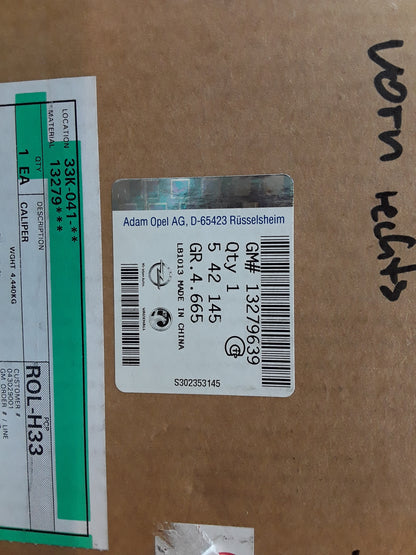 vorn rechts
Adam Opel AG, D-65423 Rüsselsheim
GM# 13279639
Qty 1
5 42 145
GR.4.665
LB1013 MADE IN CHINA
VAUXHALL
S302353145
LOCATION 33K-041-**
*MATERIAL 13279***
QTY DESCRIPTION
1 EA CALIPER
WGHT 4,440KG
PCP
ROL-H33
CUSTOMER #
D43029001
GM ORDER # / LINE